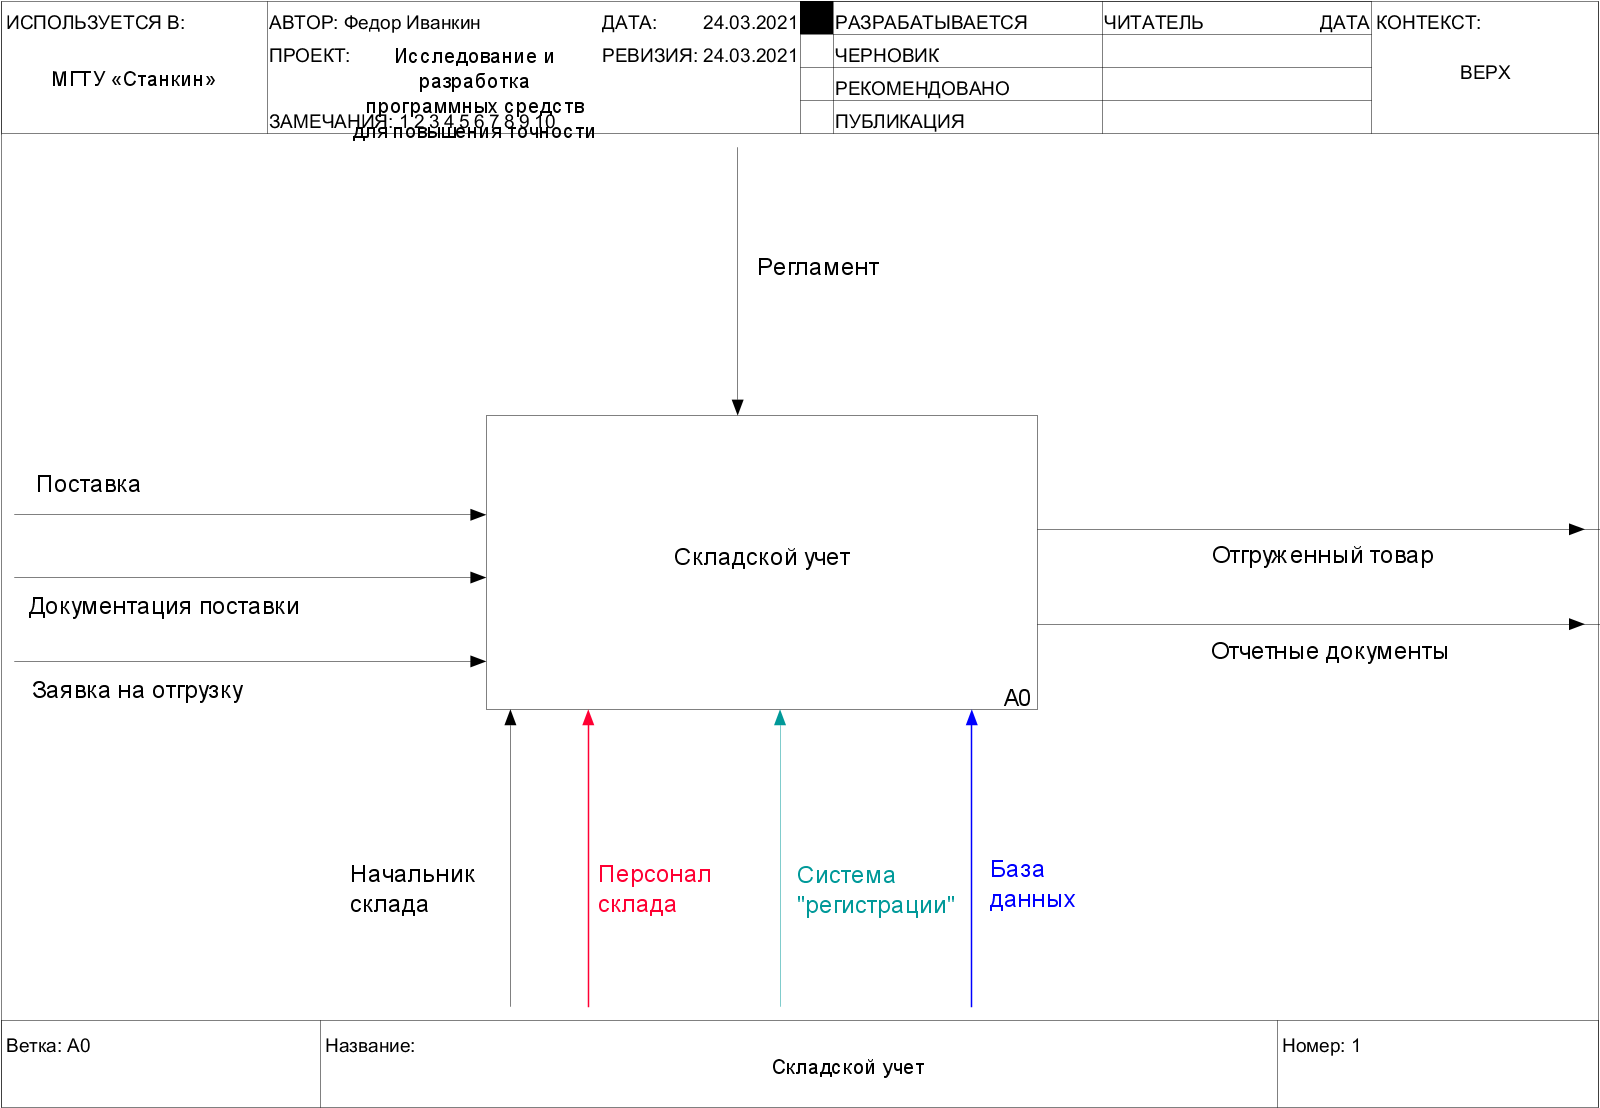 ИСПОЛЬЗУЕТСЯ В:
МГТУ «Станкин»
АВТОР: Федор Иванкин
ДАТА: 24.03.2021
ПРОЕКТ:
Исследование и
разработка
программных средств
для повышения точности
РЕВИЗИЯ: 24.03.2021
ЗАМЕЧАНИЯ: 1 2 3 4 5 6 7 8 9 10
РАЗРАБАТЫВАЕТСЯ
ЧЕРНОВИК
РЕКОМЕНДОВАНО
ПУБЛИКАЦИЯ
ЧИТАТЕЛЬ ДАТА
КОНТЕКСТ:
ВЕРХ
Регламент
Поставка
Документация поставки
Заявка на отгрузку
Складской учет
A0
Отгруженный товар
Отчетные документы
Начальник
склада
Персонал
склада
Система
"регистрации"
База
данных
Ветка: A0
Название:
Складской учет
Номер: 1